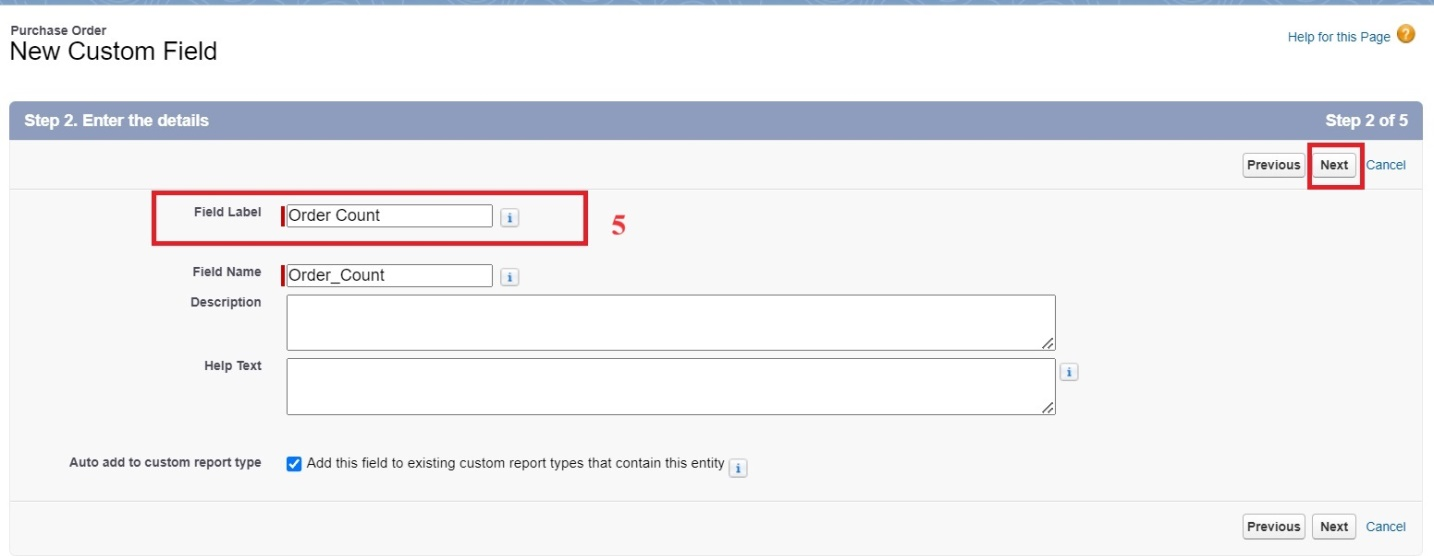 Purchase Order
New Custom Field
Help for this Page ?
Step 2. Enter the details Step 2 of 5
Previous Next Cancel
Field Label Order Count i 5
Field Name Order_Count i
Description
Help Text i
Auto add to custom report type Add this field to existing custom report types that contain this entity i
Previous Next Cancel